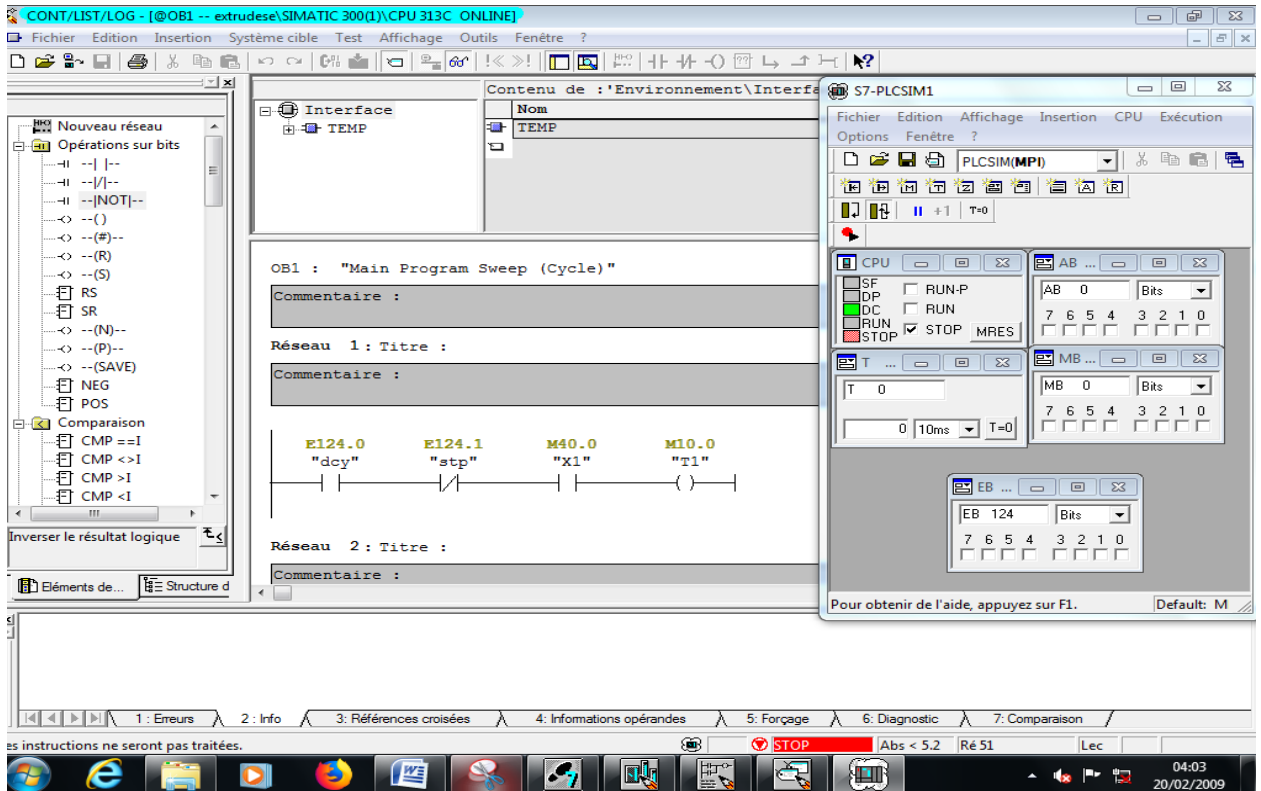 CONT/LIST/LOG - [@OB1 -- extrudese\SIMATIC 300(1)\CPU 313C ONLINE]
Fichier Edition Insertion Système cible Test Affichage Outils Fenêtre ?
Contenu de :'Environnement\Interfa
Interface
TEMP
Nom
TEMP
Nouveau réseau
Opérations sur bits
--| |--
--|/|--
--|NOT|--
--( )
--(#)--
--(R)
--(S)
RS
SR
--(N)--
--(P)--
--(SAVE)
NEG
POS
Comparaison
CMP ==I
CMP <>I
CMP >I
CMP <I
Inverser le résultat logique
Eléments de...
Structure d
OB1 : "Main Program Sweep (Cycle)"
Commentaire :
Réseau 1 : Titre :
Commentaire :
E124.0 E124.1 M40.0 M10.0
"dcy" "stp" "X1" "T1"
Réseau 2 : Titre :
Commentaire :
S7-PLCSIM1
Fichier Edition Affichage Insertion CPU Exécution
Options Fenêtre ?
PLCSIM(MPI)
+1 T=0
CPU
SF
DP
DC
RUN
STOP
RUN-P
RUN
STOP MRES
AB ...
AB 0 Bits
7 6 5 4 3 2 1 0
T ...
T 0
0 10ms T=0
MB ...
MB 0 Bits
7 6 5 4 3 2 1 0
EB ...
EB 124 Bits
7 6 5 4 3 2 1 0
Pour obtenir de l'aide, appuyez sur F1. Default: M
1 : Erreurs 2 : Info 3: Références croisées 4: Informations opérandes 5: Forçage 6: Diagnostic 7: Comparaison
es instructions ne seront pas traitées. STOP Abs < 5.2 Ré 51 Lec
04:03
20/02/2009